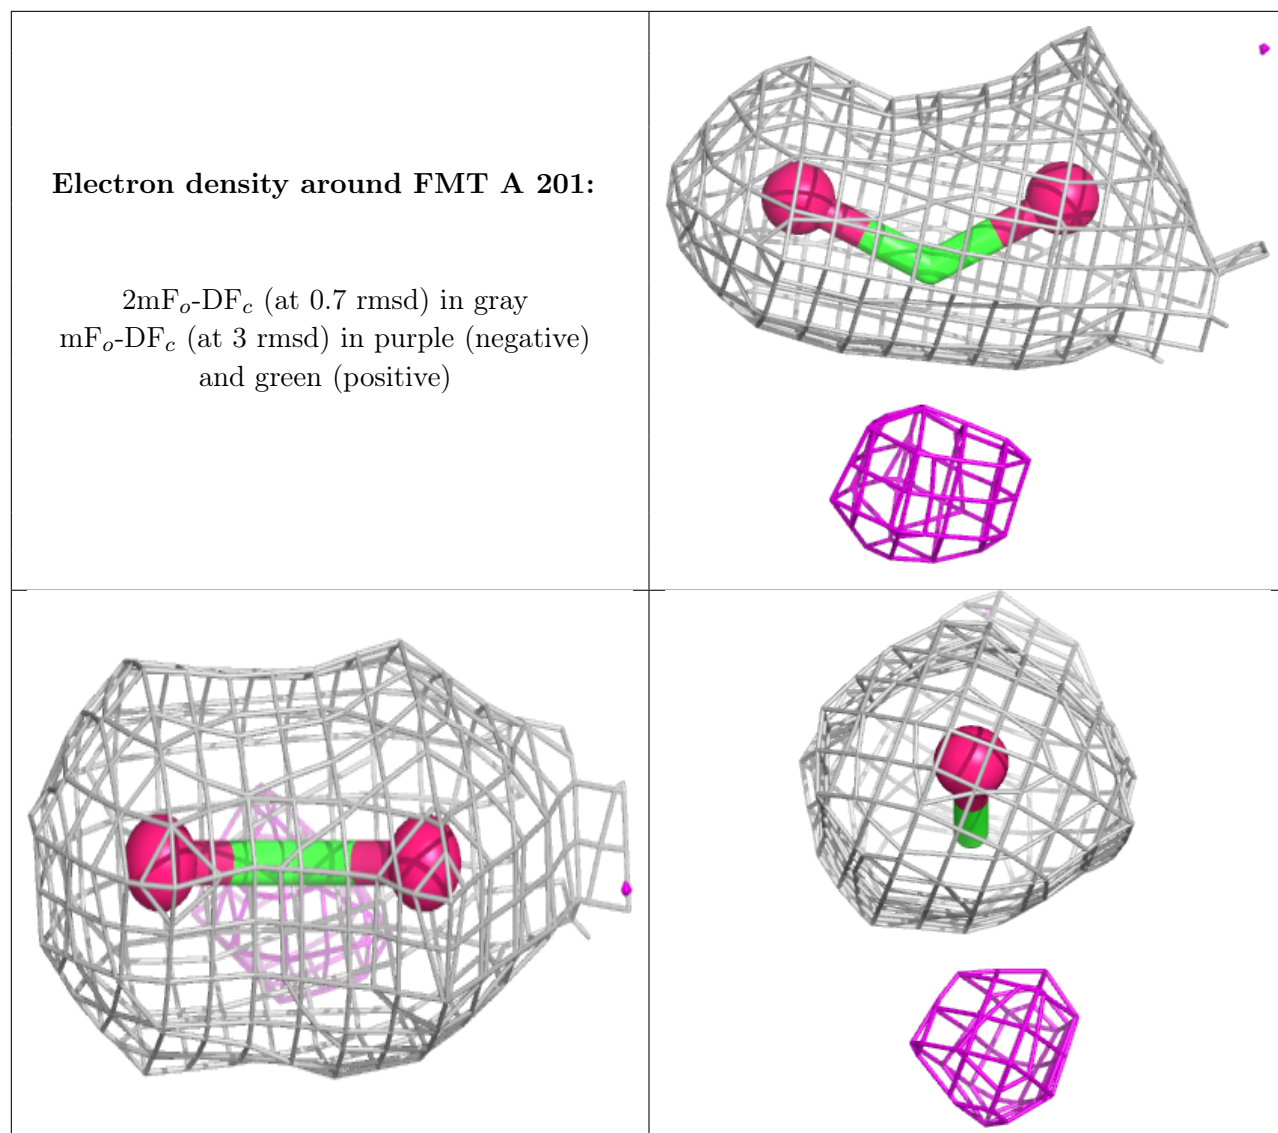 Electron density around FMT A 201:
2mFo-DFc (at 0.7 rmsd) in gray
mFo-DFc (at 3 rmsd) in purple (negative)
and green (positive)